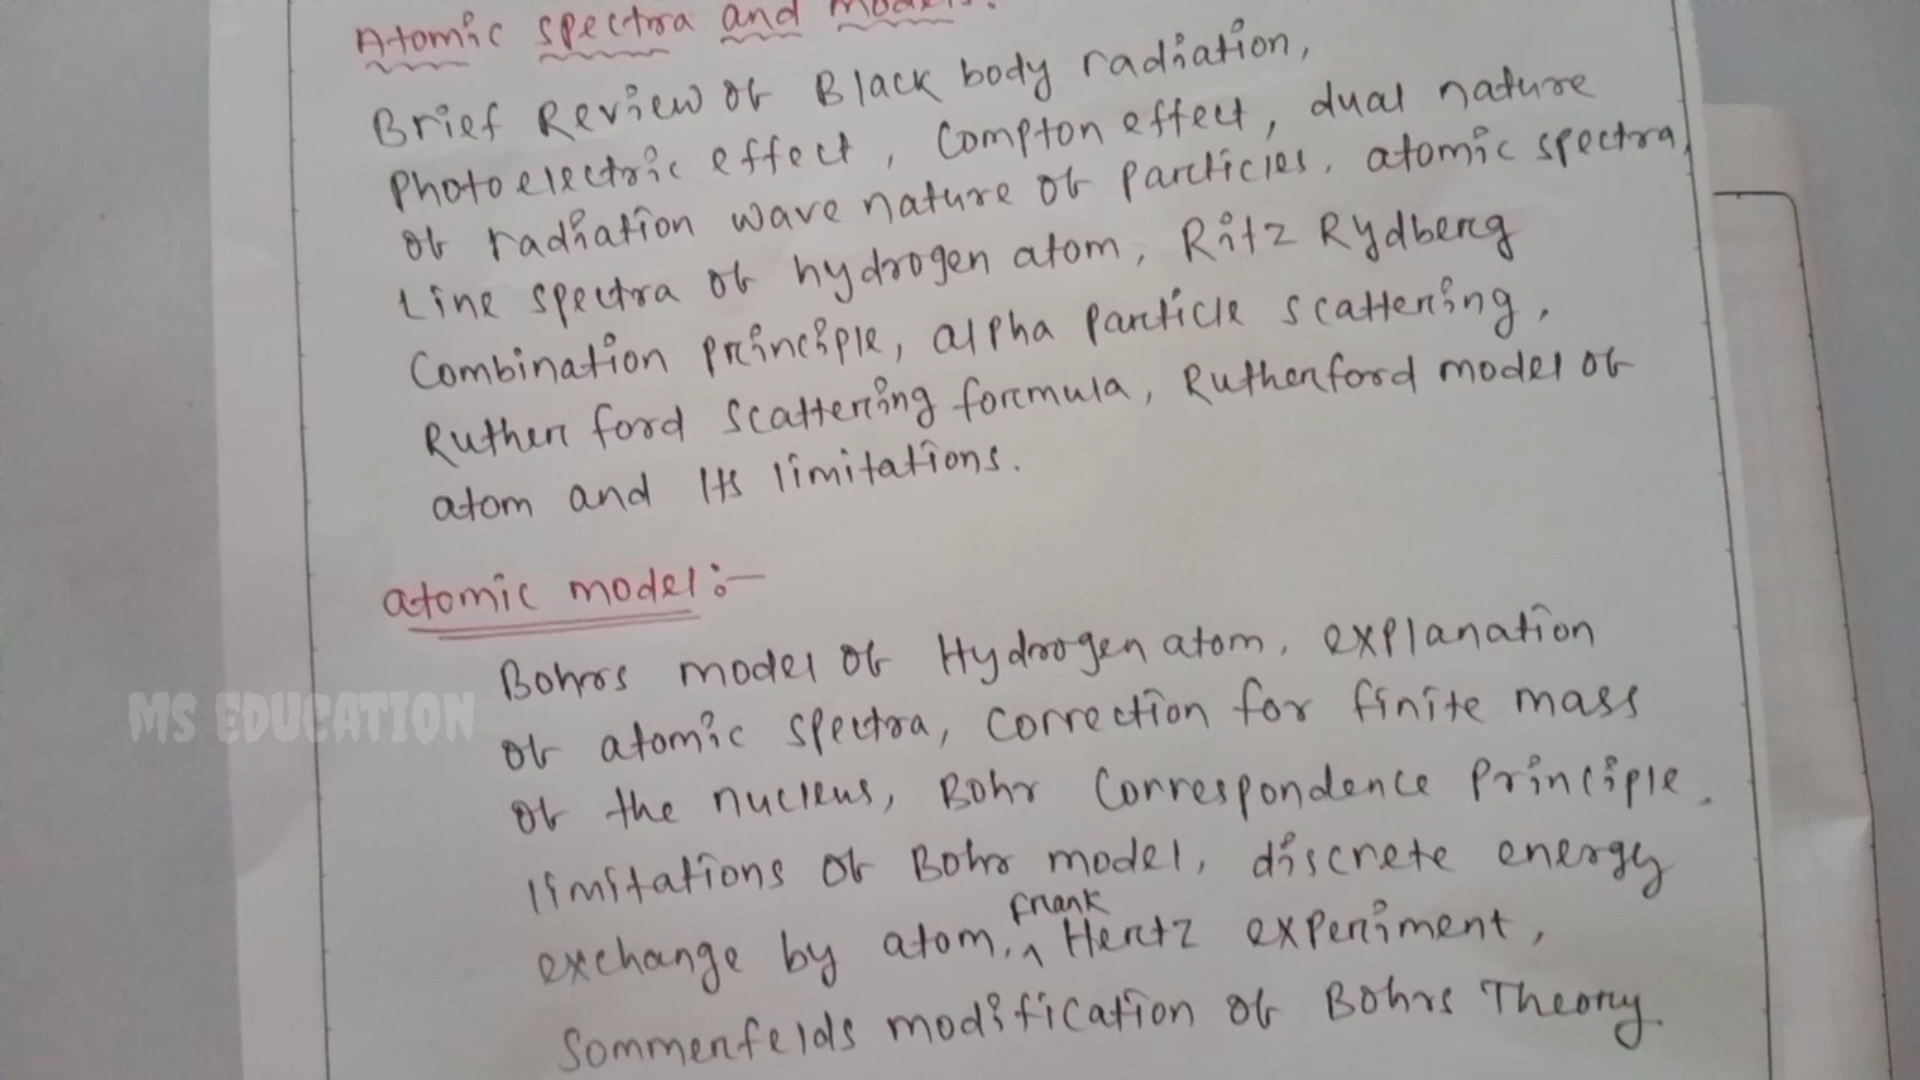 Atomic spectra and models.
Brief Review of Black body radiation,
Photoelectric effect, Compton effect, dual nature
of radiation wave nature of particles. atomic spectra,
Line spectra of hydrogen atom, Ritz Rydberg
Combination principle, alpha particle scattering,
Ruther ford scattering formula, Rutherford model of
atom and Its limitations.
atomic model:-
Bohrs model of Hydrogen atom. explanation
of atomic spectra, correction for finite mass
of the nucleus, Bohr correspondence principle.
limitations of Bohr model, discrete energy
exchange by atom. Frank Hertz experiment,
Sommerfelds modification of Bohrs Theory.
MS EDUCATION